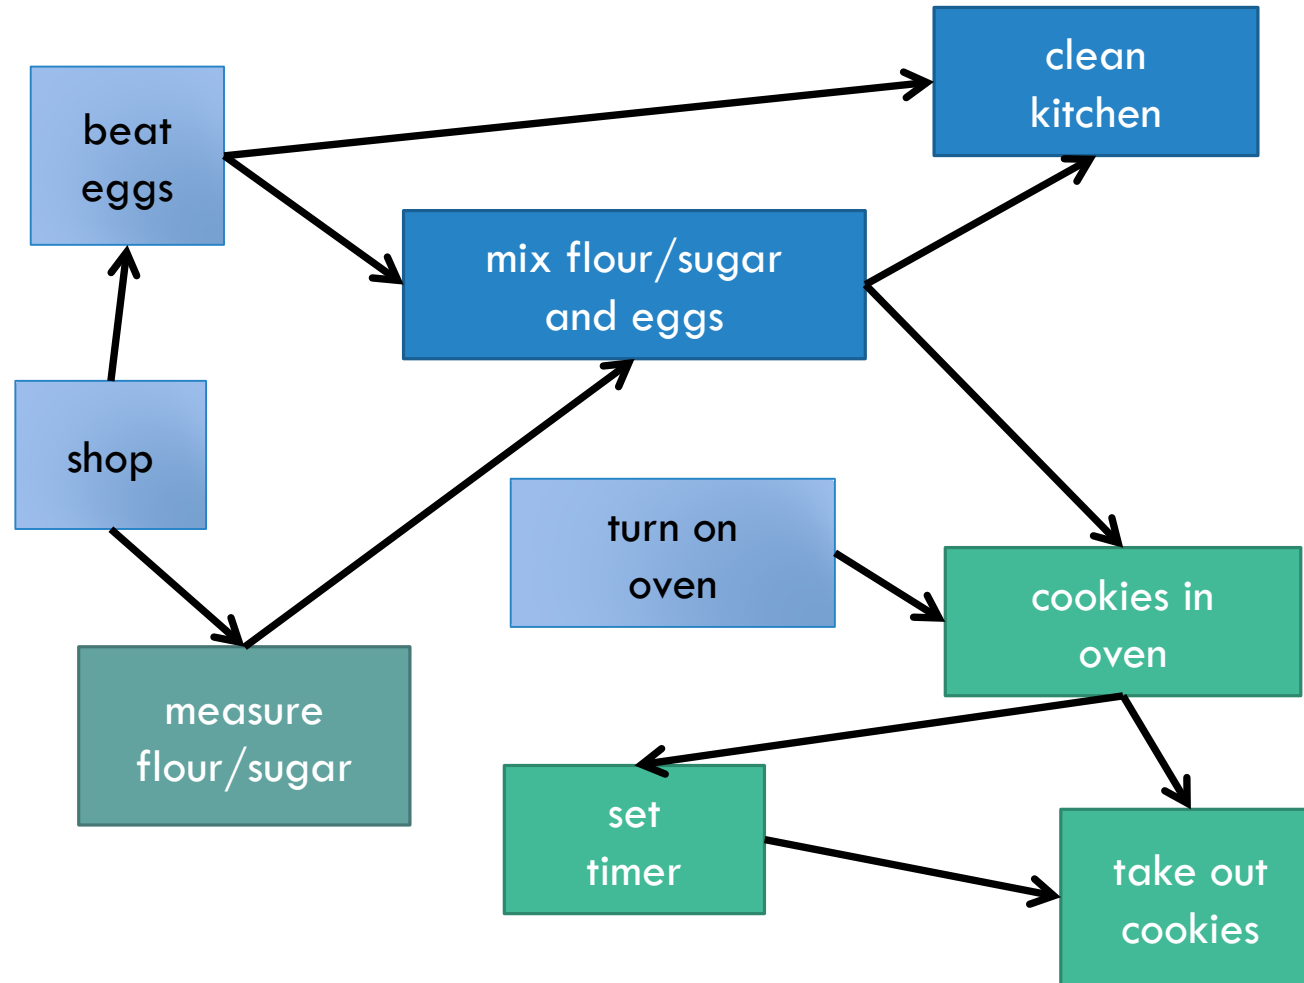 clean
kitchen
beat
eggs
mix flour/sugar
and eggs
shop
turn on
oven
cookies in
oven
measure
flour/sugar
set
timer
take out
cookies